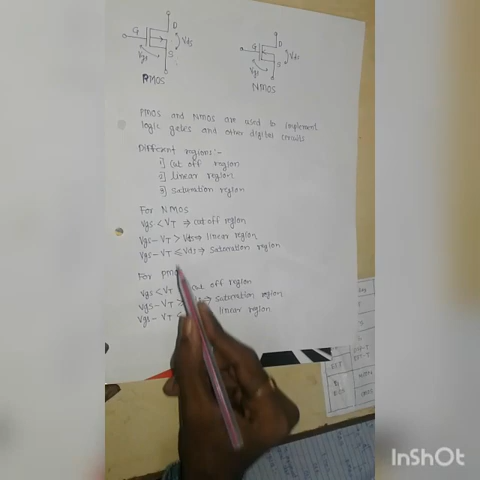 D
G
Vds
S
Vgs
PMOS
D
G
Vds
S
Vgs
NMOS
PMOS and NMOS are used to implement
logic gates and other digital circuits
Different regions:-
1] Cut off region
2] linear region
3] saturation region
For NMOS
Vgs < VT ⇒ cut off region
Vgs - VT > Vds ⇒ linear region
Vgs - VT ≤ Vds ⇒ saturation region
For PMO
Vgs < VT cut off region
Vgs - VT ≥ ⇒ saturation region
Vgs - VT linear region
InShOt